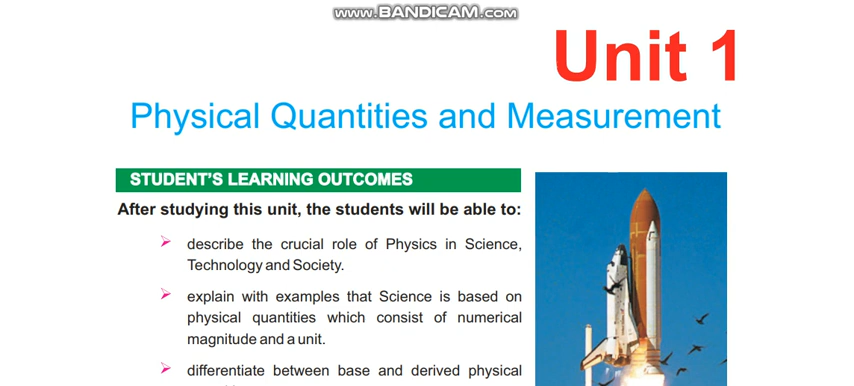 www.BANDICAM.com
Unit 1
Physical Quantities and Measurement
STUDENT'S LEARNING OUTCOMES
After studying this unit, the students will be able to:
➢ describe the crucial role of Physics in Science,
Technology and Society.
➢ explain with examples that Science is based on
physical quantities which consist of numerical
magnitude and a unit.
➢ differentiate between base and derived physical